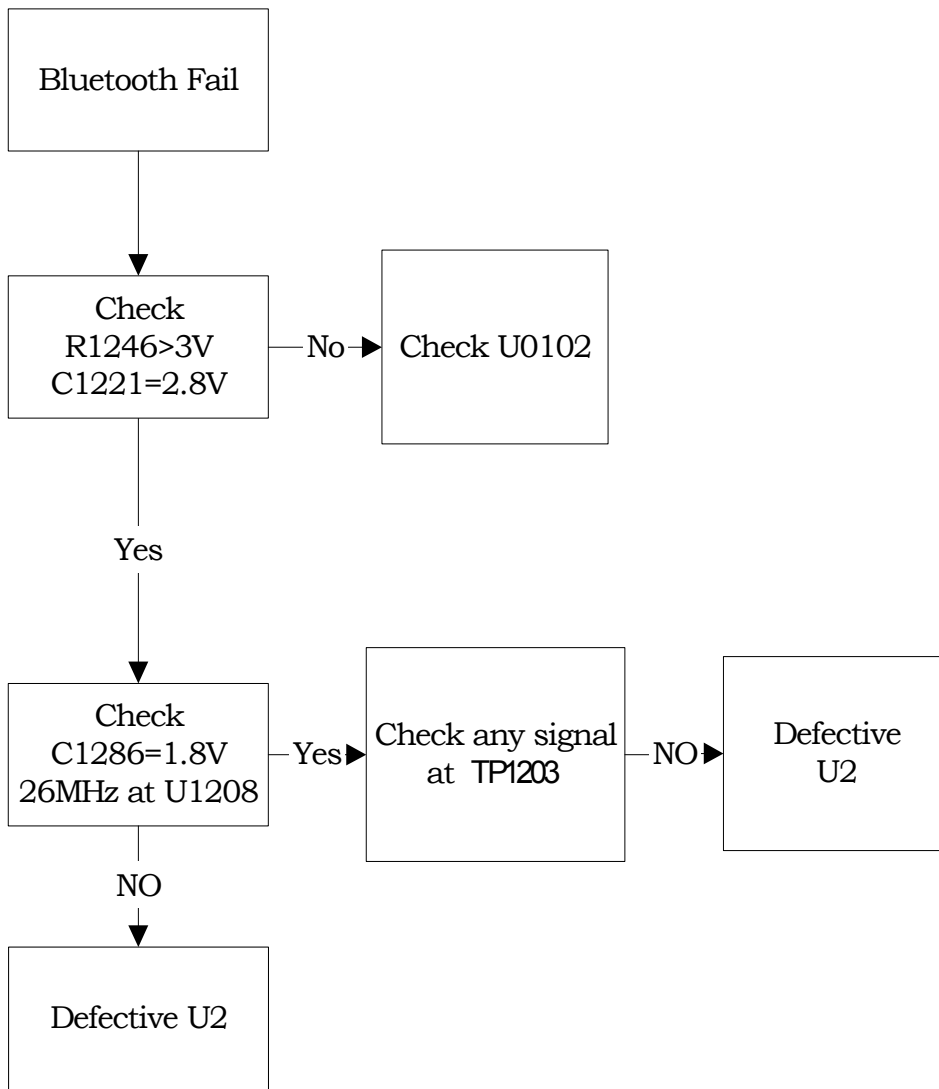 Bluetooth Fail
Check
R1246>3V
C1221=2.8V
No
Check U0102
Yes
Check
C1286=1.8V
26MHz at U1208
Yes
Check any signal
at TP1203
NO
Defective
U2
NO
Defective U2